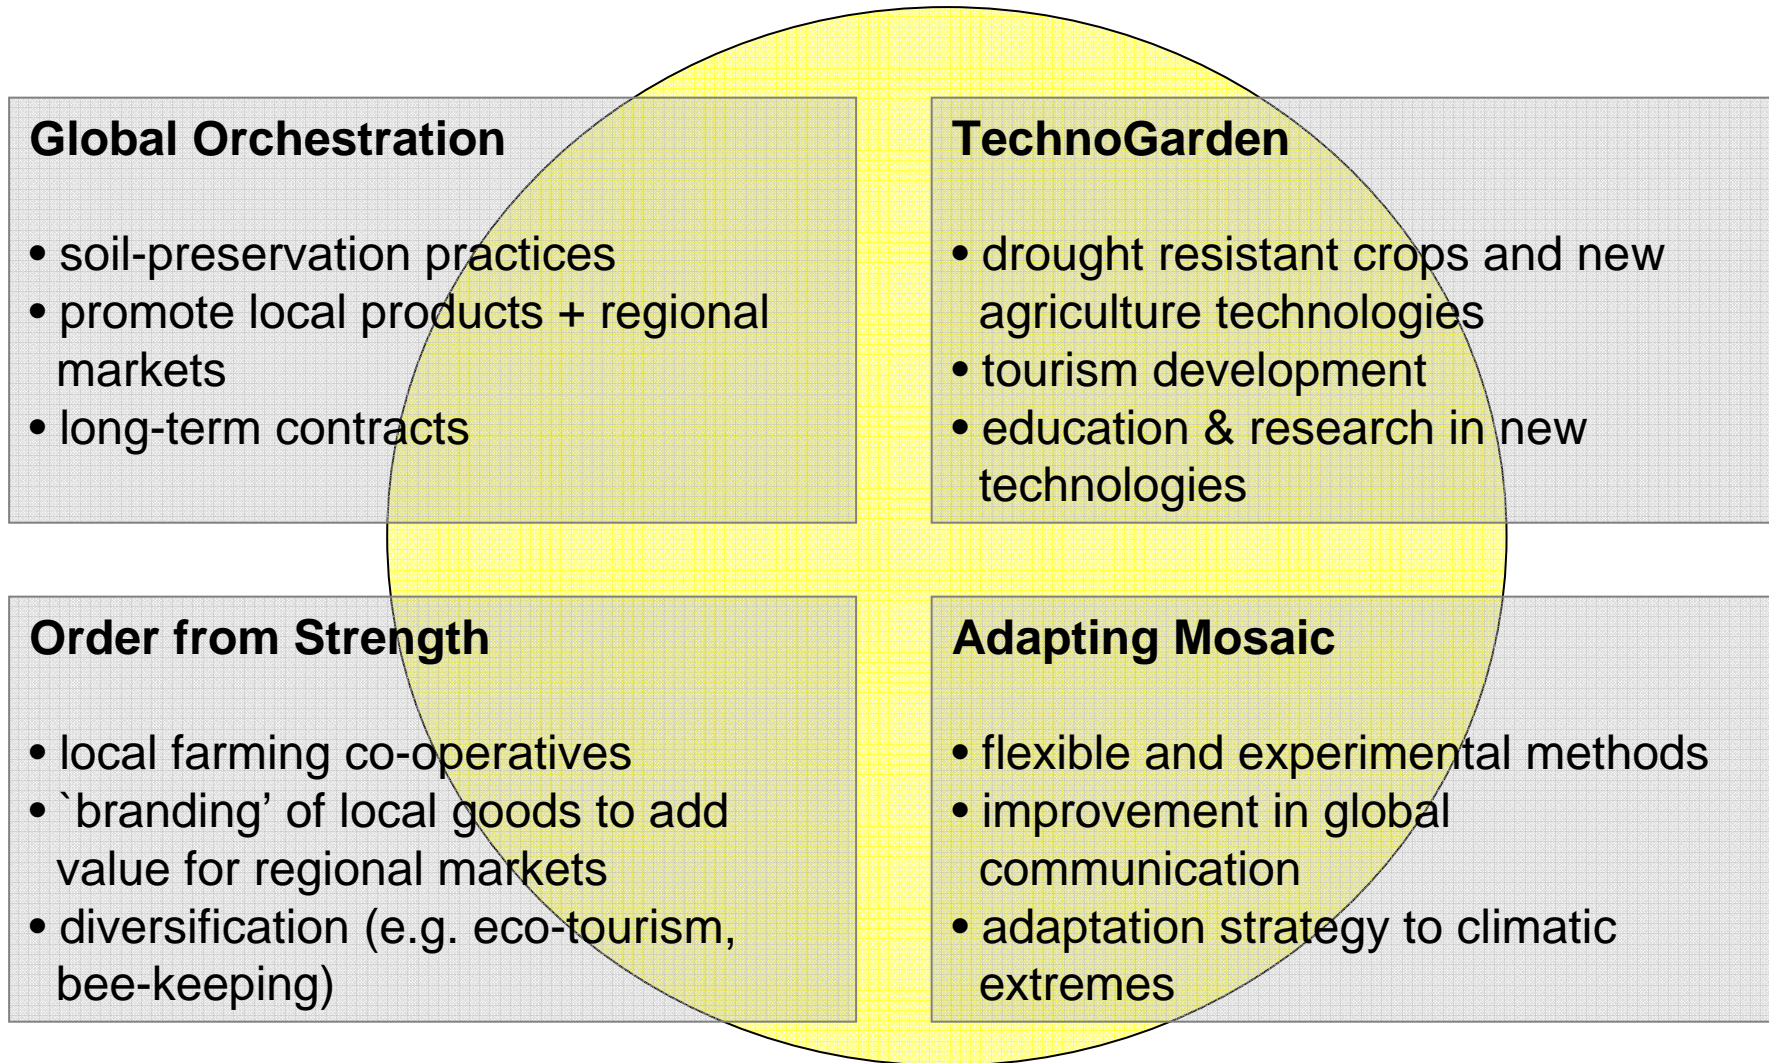 Global Orchestration
• soil-preservation practices
• promote local products + regional
markets
• long-term contracts
TechnoGarden
• drought resistant crops and new
agriculture technologies
• tourism development
• education & research in new
technologies
Order from Strength
• local farming co-operatives
• `branding’ of local goods to add
value for regional markets
• diversification (e.g. eco-tourism,
bee-keeping)
Adapting Mosaic
• flexible and experimental methods
• improvement in global
communication
• adaptation strategy to climatic
extremes